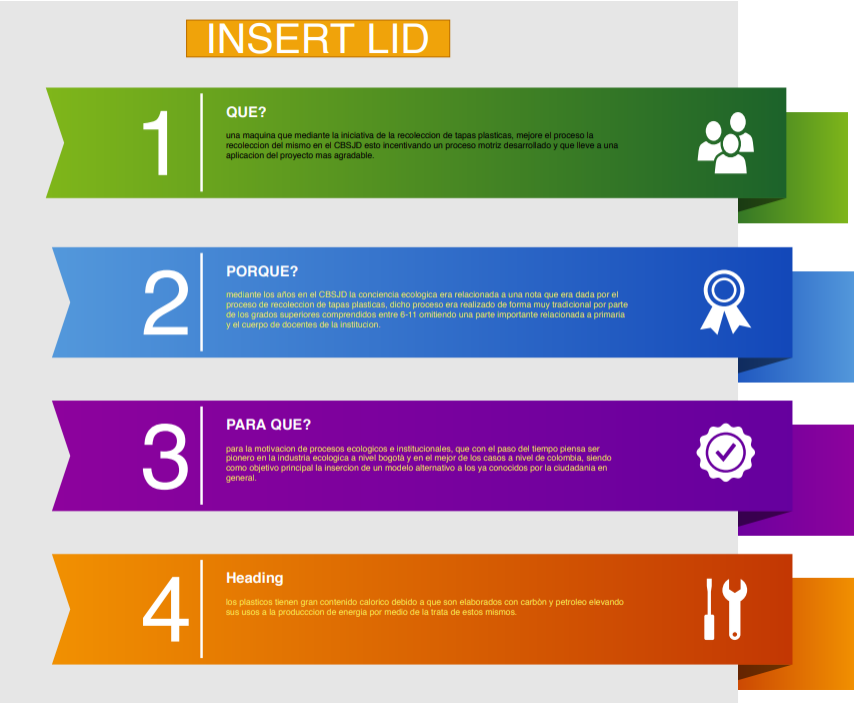 INSERT LID
1
QUE?
una maquina que mediante la iniciativa de la recoleccion de tapas plasticas, mejore el proceso la
recoleccion del mismo en el CBSJD esto incentivando un proceso motriz desarrollado y que lleve a una
aplicacion del proyecto mas agradable.
2
PORQUE?
mediante los años en el CBSJD la conciencia ecologica era relacionada a una nota que era dada por el
proceso de recoleccion de tapas plasticas, dicho proceso era realizado de forma muy tradicional por parte
de los grados superiores comprendidos entre 6-11 omitiendo una parte importante relacionada a primaria
y el cuerpo de docentes de la institucion.
3
PARA QUE?
para la motivacion de procesos ecologicos e institucionales, que con el paso del tiempo piensa ser
pionero en la industria ecologica a nivel bogotà y en el mejor de los casos a nivel de colombia, siendo
como objetivo principal la insercion de un modelo alternativo a los ya conocidos por la ciudadania en
general.
4
Heading
los plasticos tienen gran contenido calorico debido a que son elaborados con carbòn y petroleo elevando
sus usos a la producccion de energia por medio de la trata de estos mismos.